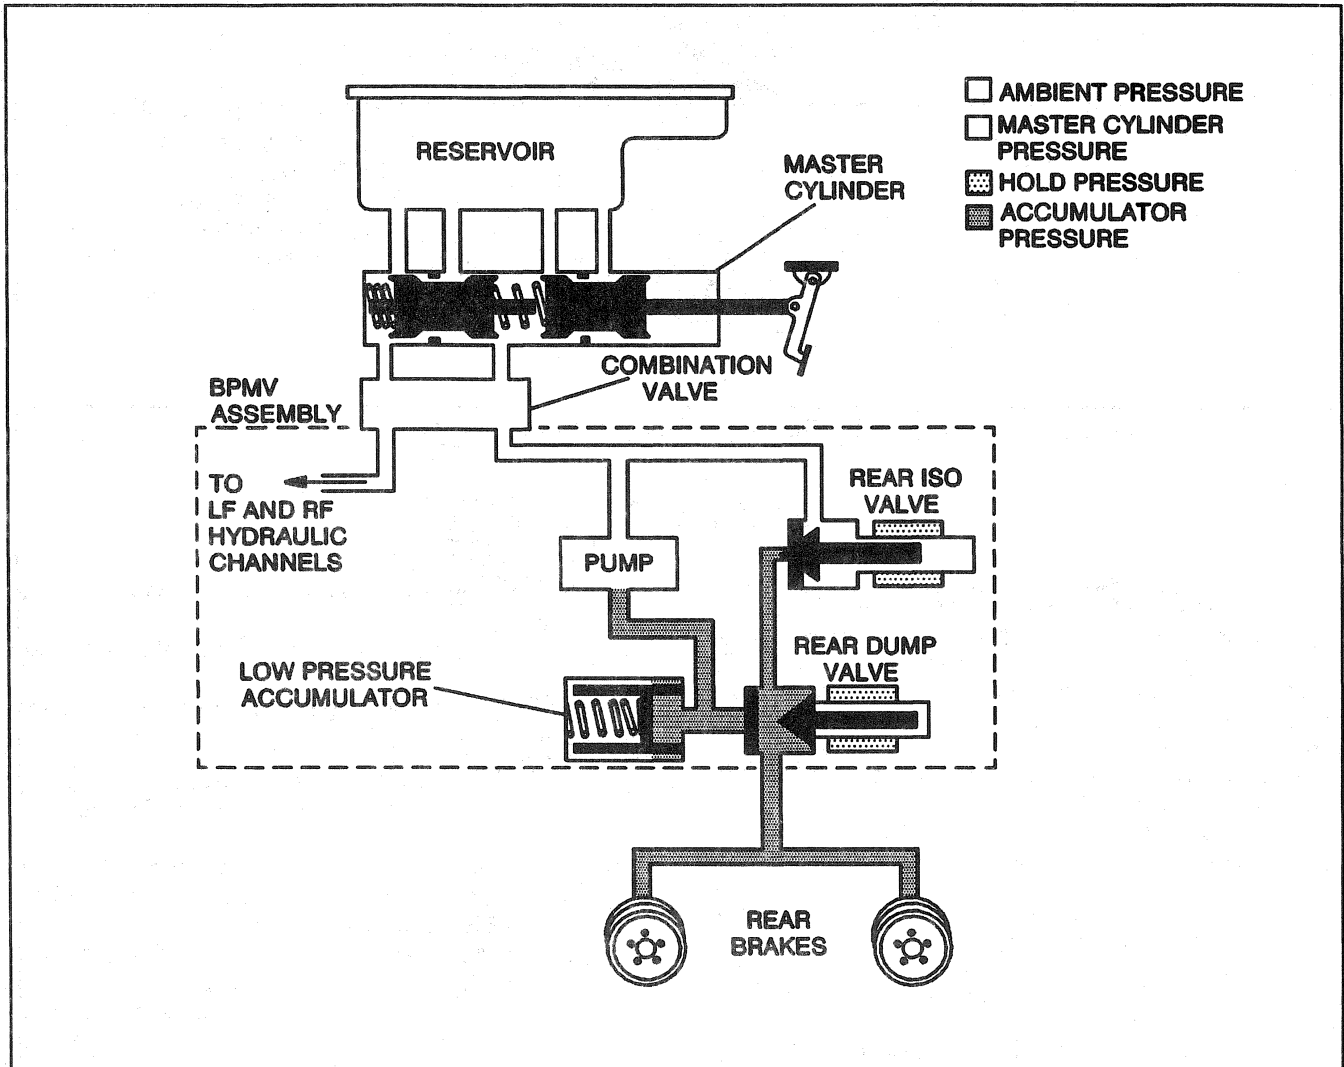 AMBIENT PRESSURE
MASTER CYLINDER
PRESSURE
HOLD PRESSURE
ACCUMULATOR
PRESSURE
RESERVOIR
MASTER
CYLINDER
COMBINATION
VALVE
BPMV
ASSEMBLY
TO
LF AND RF
HYDRAULIC
CHANNELS
REAR ISO
VALVE
PUMP
REAR DUMP
VALVE
LOW PRESSURE
ACCUMULATOR
REAR
BRAKES